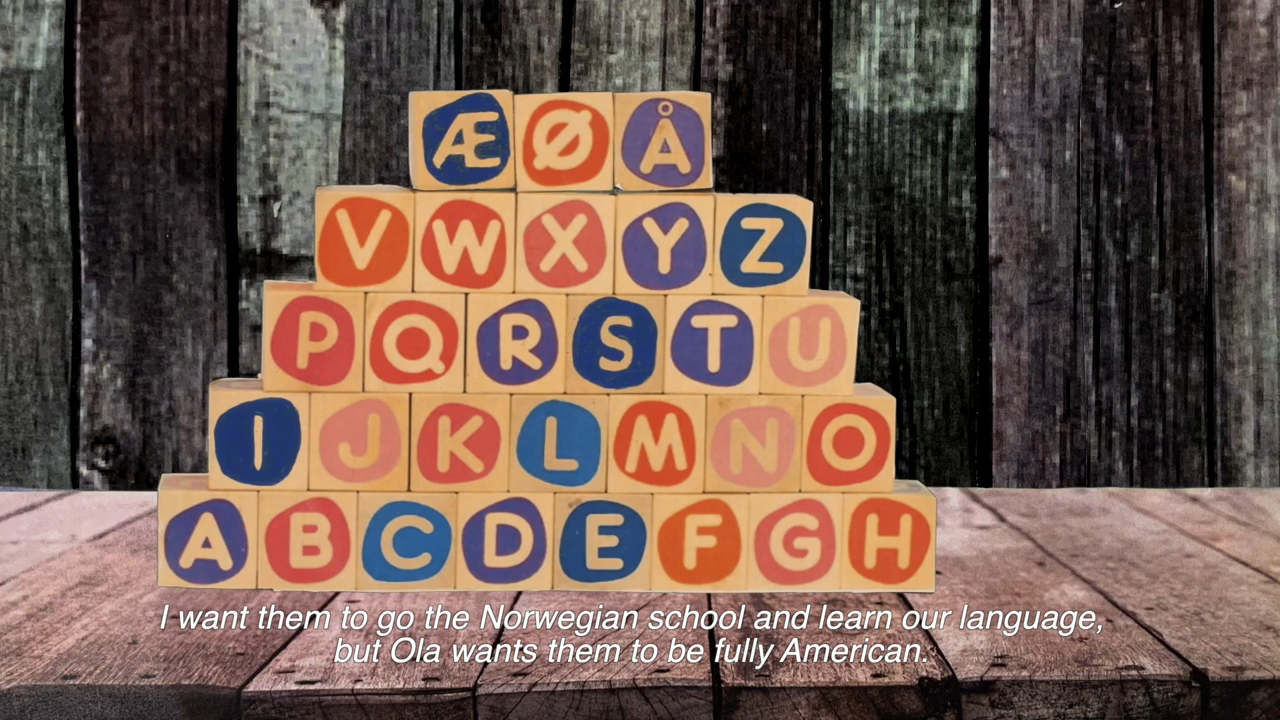 Æ Ø Å
V W X Y Z
P Q R S T U
I J K L M N O
A B C D E F G H
I want them to go the Norwegian school and learn our language,
but Ola wants them to be fully American.